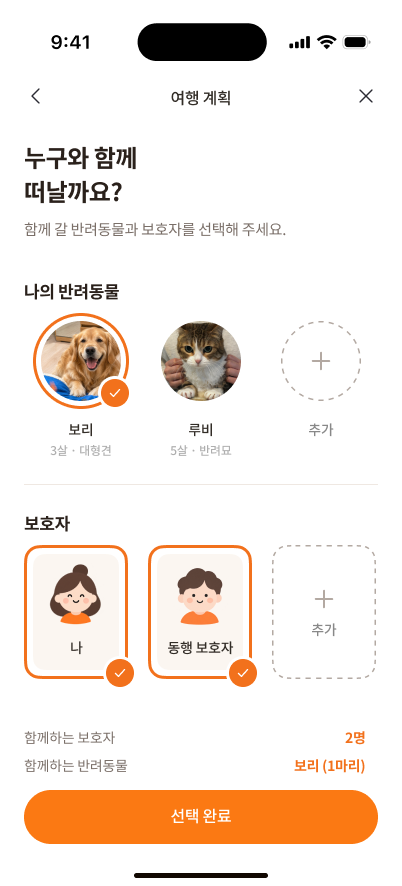 9:41
여행 계획
누구와 함께
떠날까요?
함께 갈 반려동물과 보호자를 선택해 주세요.
나의 반려동물
보리
3살 · 대형견
루비
5살 · 반려묘
추가
보호자
나
동행 보호자
추가
함께하는 보호자
2명
함께하는 반려동물
보리 (1마리)
선택 완료